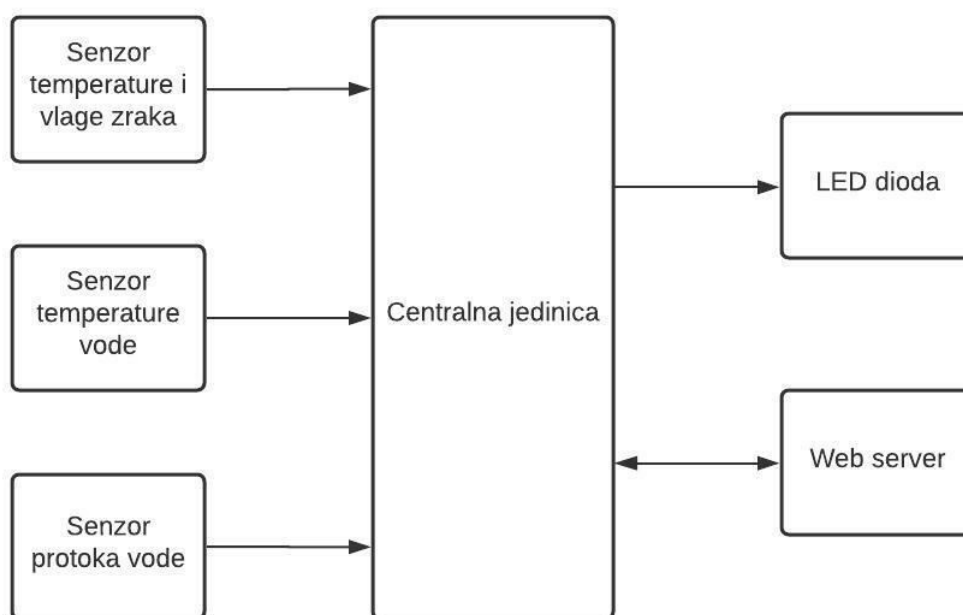 Senzor
temperature i
vlage zraka
Senzor
temperature
vode
Senzor
protoka vode
Centralna jedinica
LED dioda
Web server